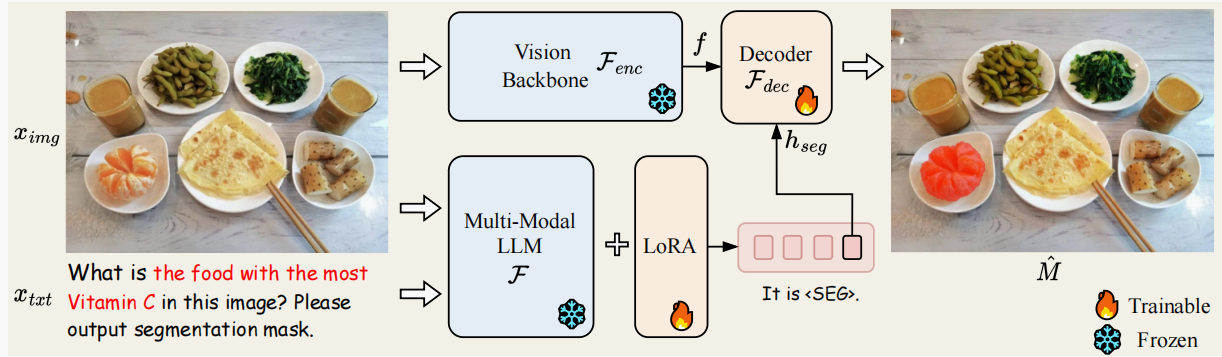 x_img
x_txt
What is the food with the most
Vitamin C in this image? Please
output segmentation mask.
Vision
Backbone
ℱ_enc
f
Decoder
ℱ_dec
h_seg
Multi-Modal
LLM
ℱ
LoRA
It is <SEG>.
M̂
Trainable
Frozen